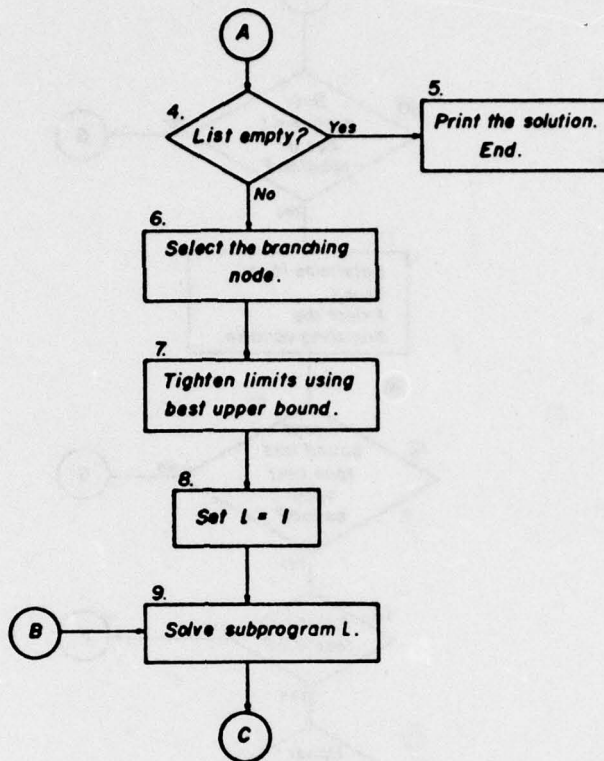 A
4.
List empty?
Yes
5.
Print the solution.
End.
No
6.
Select the branching
node.
7.
Tighten limits using
best upper bound.
8.
Set l = 1
9.
B
Solve subprogram L.
C